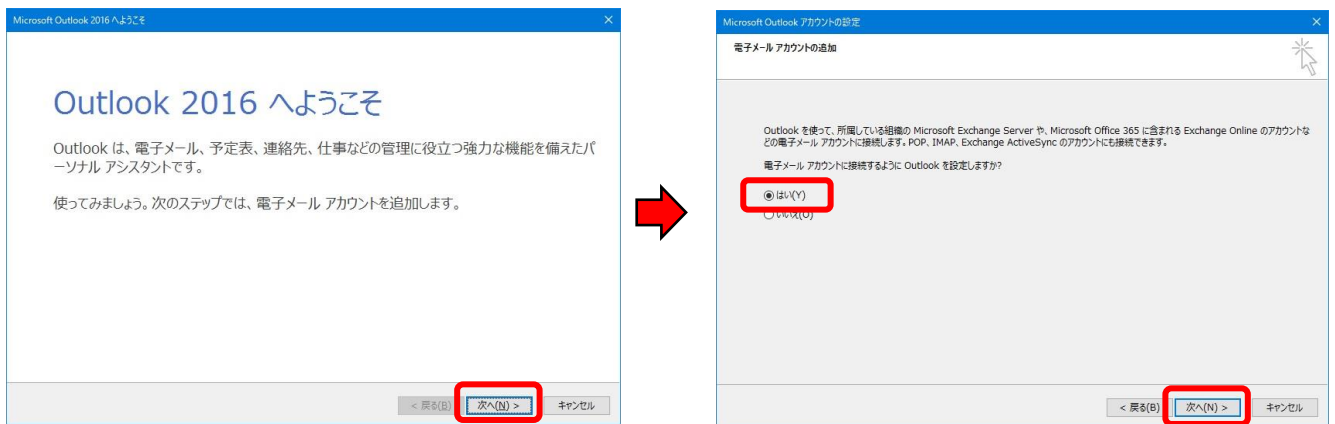 Microsoft Outlook 2016 へようこそ
Outlook 2016 へようこそ
Outlook は、電子メール、予定表、連絡先、仕事などの管理に役立つ強力な機能を備えたパ
ーソナル アシスタントです。
使ってみましょう。次のステップでは、電子メール アカウントを追加します。
< 戻る(B)
次へ(N) >
キャンセル
Microsoft Outlook アカウントの設定
電子メール アカウントの追加
Outlook を使って、所属している組織の Microsoft Exchange Server や、Microsoft Office 365 に含まれる Exchange Online のアカウントな
どの電子メール アカウントに接続します。POP、IMAP、Exchange ActiveSync のアカウントにも接続できます。
電子メール アカウントに接続するように Outlook を設定しますか?
はい(Y)
いいえ(O)
< 戻る(B)
次へ(N) >
キャンセル